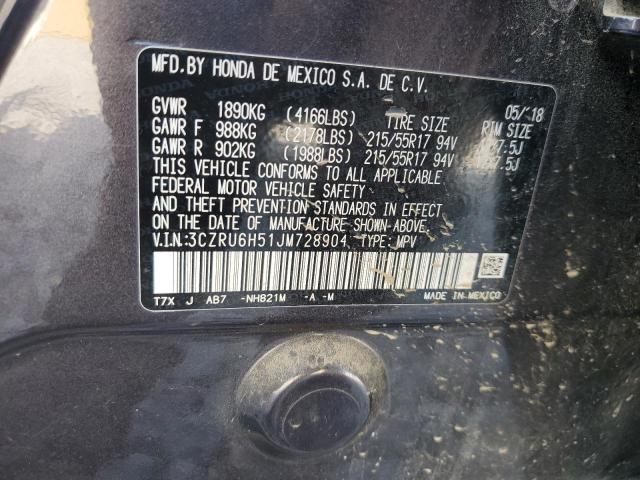 MFD.BY HONDA DE MEXICO S.A. DE C.V.
05/'18
GVWR 1890KG (4166LBS) TIRE SIZE RIM SIZE
GAWR F 988KG (2178LBS) 215/55R17 94V
GAWR R 902KG (1988LBS) 215/55R17 94V
THIS VEHICLE CONFORMS TO ALL APPLICABLE
FEDERAL MOTOR VEHICLE SAFETY
AND THEFT PREVENTION STANDARDS IN EFFECT
ON THE DATE OF MANUFACTURE SHOWN ABOVE.
V.I.N:3CZRU6H51JM728904 TYPE: MPV
T7X J AB7 -NH821M -A -M MADE IN MEXICO